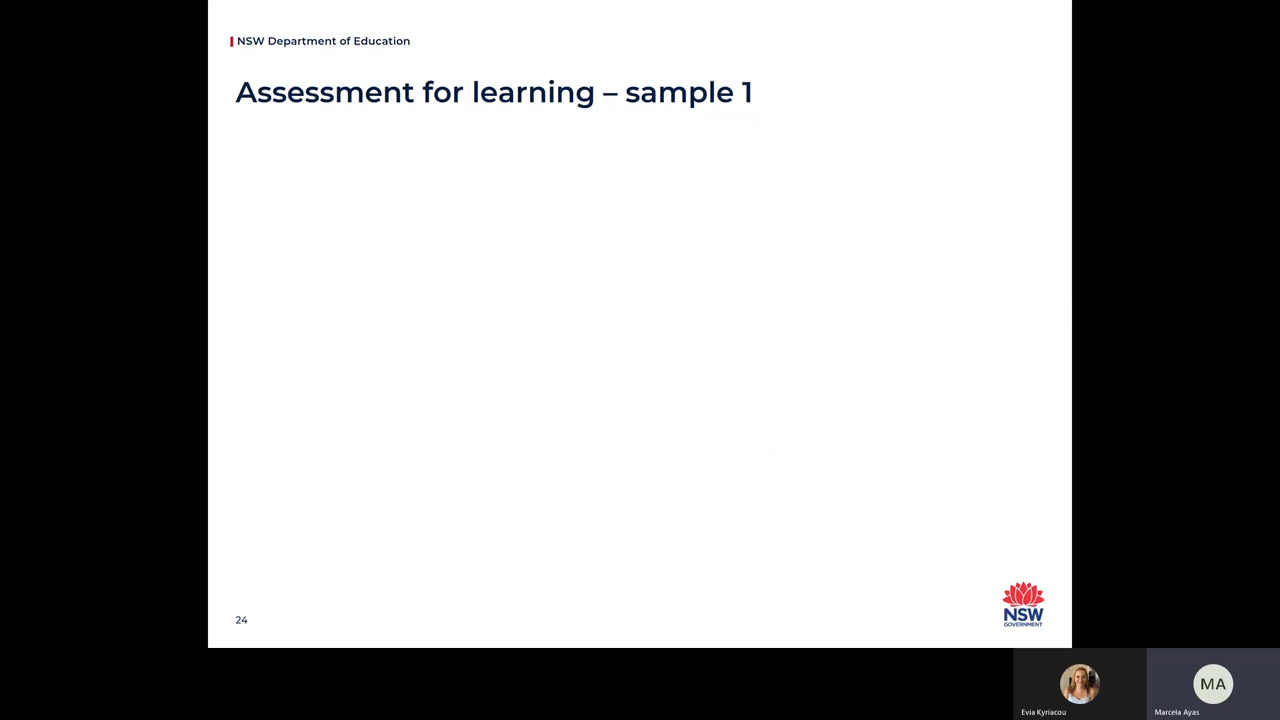 NSW Department of Education
Assessment for learning – sample 1
24
NSW
GOVERNMENT
MA
Evia Kyriacou
Marcela Ayas